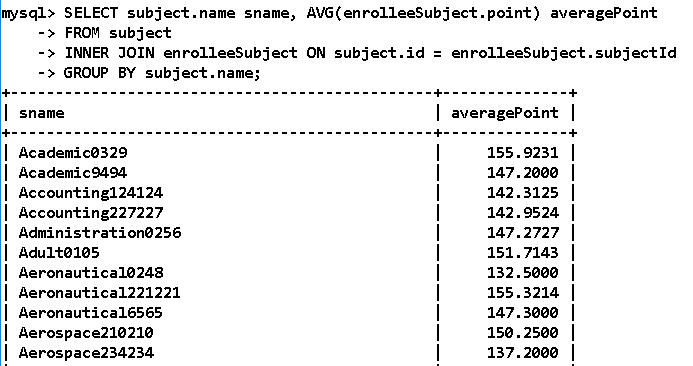 mysql> SELECT subject.name sname, AVG(enrolleeSubject.point) averagePoint
    -> FROM subject
    -> INNER JOIN enrolleeSubject ON subject.id = enrolleeSubject.subjectId
    -> GROUP BY subject.name;
+-------------------------------------------+--------------+
| sname                                     | averagePoint |
+-------------------------------------------+--------------+
| Academic0329                              |     155.9231 |
| Academic9494                              |     147.2000 |
| Accounting124124                          |     142.3125 |
| Accounting227227                          |     142.9524 |
| Administration0256                        |     147.2727 |
| Adult0105                                 |     151.7143 |
| Aeronautical0248                          |     132.5000 |
| Aeronautical221221                        |     155.3214 |
| Aeronautical6565                          |     147.3000 |
| Aerospace210210                           |     150.2500 |
| Aerospace234234                           |     137.2000 |